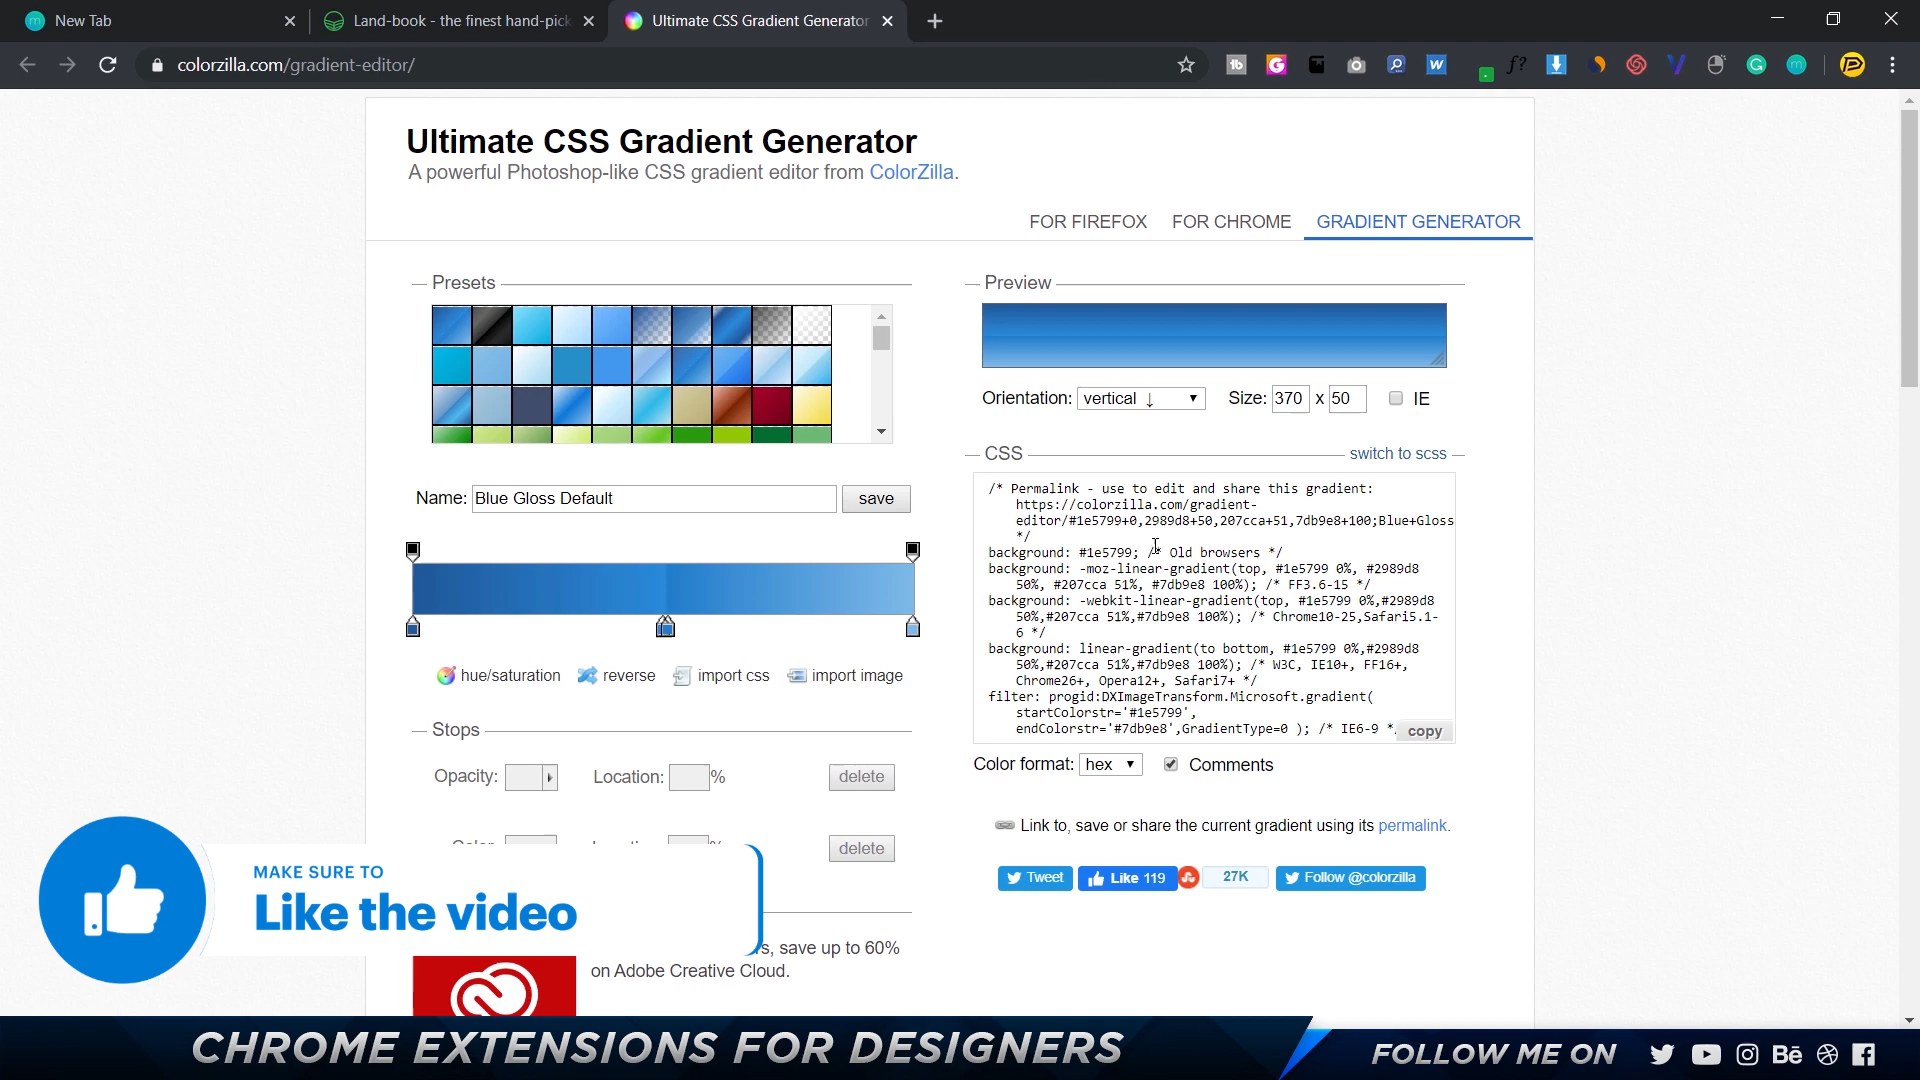 New Tab
Land-book - the finest hand-pick
Ultimate CSS Gradient Generator
colorzilla.com/gradient-editor/
Ultimate CSS Gradient Generator
A powerful Photoshop-like CSS gradient editor from ColorZilla.
FOR FIREFOX FOR CHROME GRADIENT GENERATOR
Presets
Name: Blue Gloss Default save
hue/saturation reverse import css import image
Stops
Opacity: Location: % delete
delete
Preview
Orientation: vertical ↓ Size: 370 x 50 IE
CSS switch to scss
/* Permalink - use to edit and share this gradient:
https://colorzilla.com/gradient-
editor/#1e5799+0,2989d8+50,207cca+51,7db9e8+100;Blue+Gloss
*/
background: #1e5799; /* Old browsers */
background: -moz-linear-gradient(top, #1e5799 0%, #2989d8
50%, #207cca 51%, #7db9e8 100%); /* FF3.6-15 */
background: -webkit-linear-gradient(top, #1e5799 0%,#2989d8
50%,#207cca 51%,#7db9e8 100%); /* Chrome10-25,Safari5.1-
6 */
background: linear-gradient(to bottom, #1e5799 0%,#2989d8
50%,#207cca 51%,#7db9e8 100%); /* W3C, IE10+, FF16+,
Chrome26+, Opera12+, Safari7+ */
filter: progid:DXImageTransform.Microsoft.gradient(
startColorstr='#1e5799',
endColorstr='#7db9e8',GradientType=0 ); /* IE6-9 *
copy
Color format: hex Comments
Link to, save or share the current gradient using its permalink.
Tweet Like 119 27K Follow @colorzilla
MAKE SURE TO
Like the video
save up to 60%
on Adobe Creative Cloud.
CHROME EXTENSIONS FOR DESIGNERS
FOLLOW ME ON